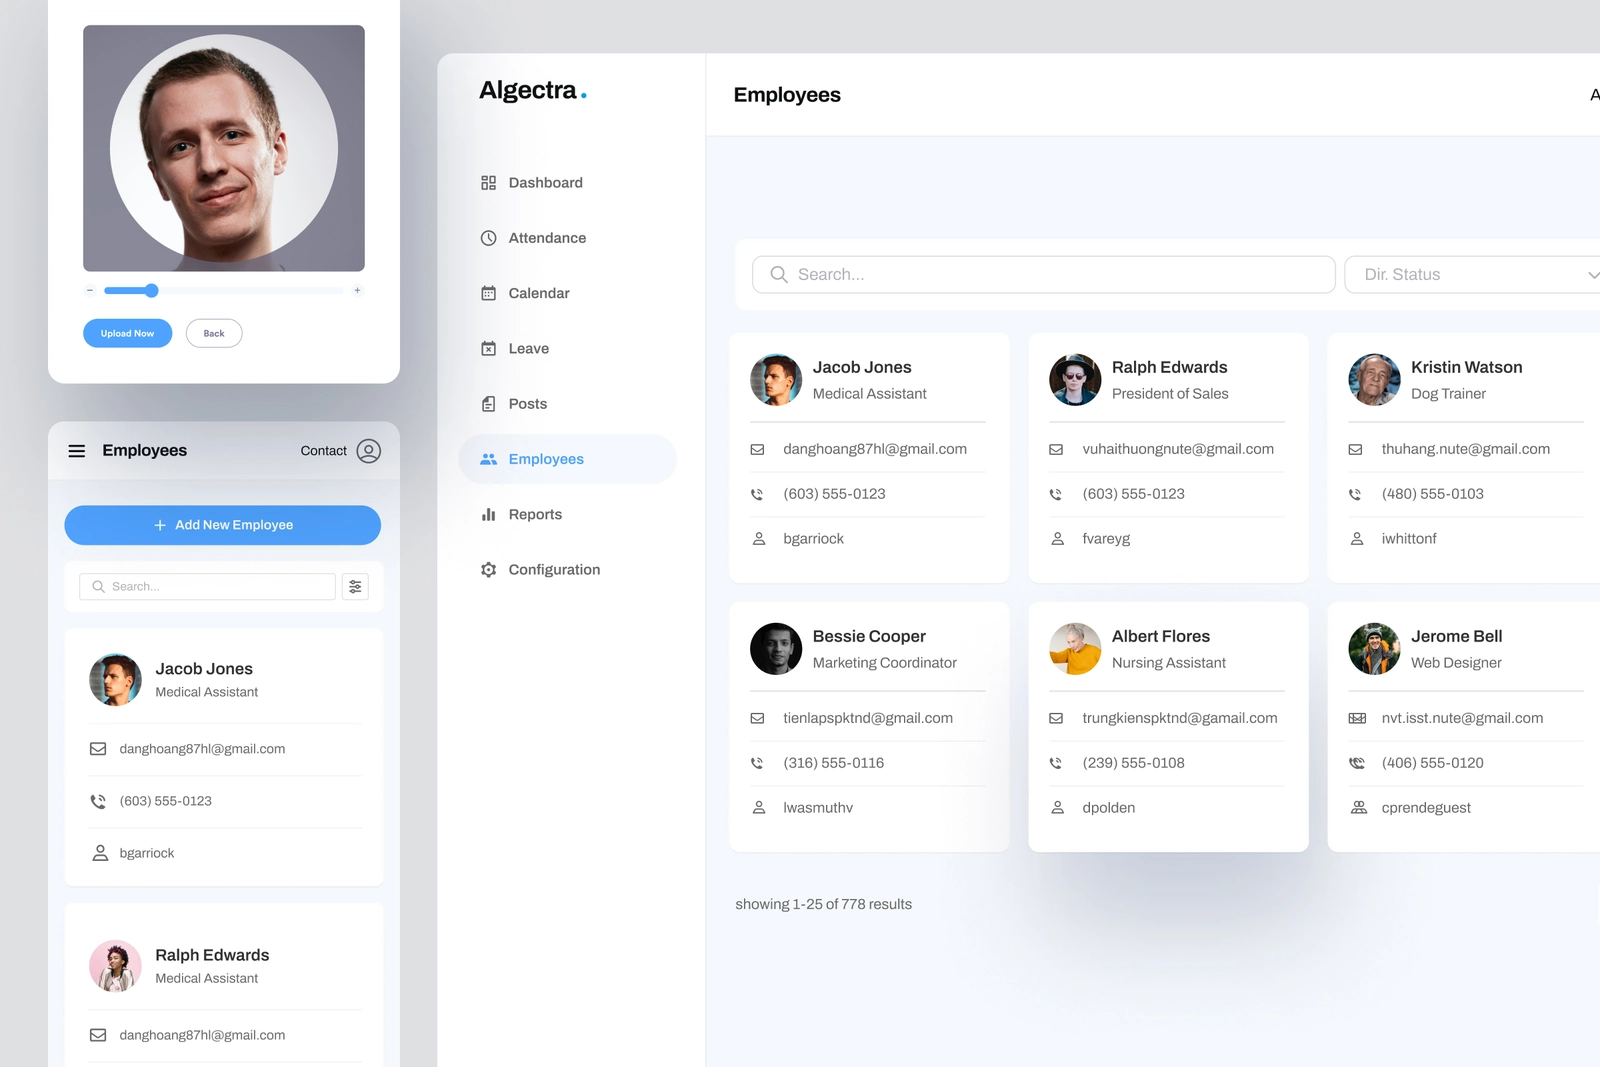 Upload Now
Back
Employees
Contact
Add New Employee
Search...
Jacob Jones
Medical Assistant
danghoang87hl@gmail.com
(603) 555-0123
bgarriock
Ralph Edwards
Medical Assistant
danghoang87hl@gmail.com
Algectra.
Dashboard
Attendance
Calendar
Leave
Posts
Employees
Reports
Configuration
Employees
A
Search...
Dir. Status
Jacob Jones
Medical Assistant
danghoang87hl@gmail.com
(603) 555-0123
bgarriock
Ralph Edwards
President of Sales
vuhaithuongnute@gmail.com
(603) 555-0123
fvareyg
Kristin Watson
Dog Trainer
thuhang.nute@gmail.com
(480) 555-0103
iwhittonf
Bessie Cooper
Marketing Coordinator
tienlapspktnd@gmail.com
(316) 555-0116
lwasmuthv
Albert Flores
Nursing Assistant
trungkienspktnd@gamail.com
(239) 555-0108
dpolden
Jerome Bell
Web Designer
nvt.isst.nute@gmail.com
(406) 555-0120
cprendeguest
showing 1-25 of 778 results